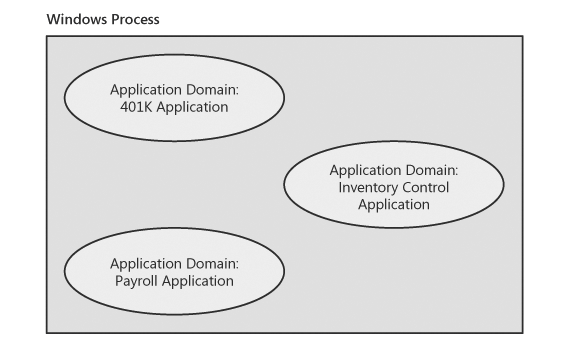 Windows Process
Application Domain:
401K Application
Application Domain:
Inventory Control
Application
Application Domain:
Payroll Application